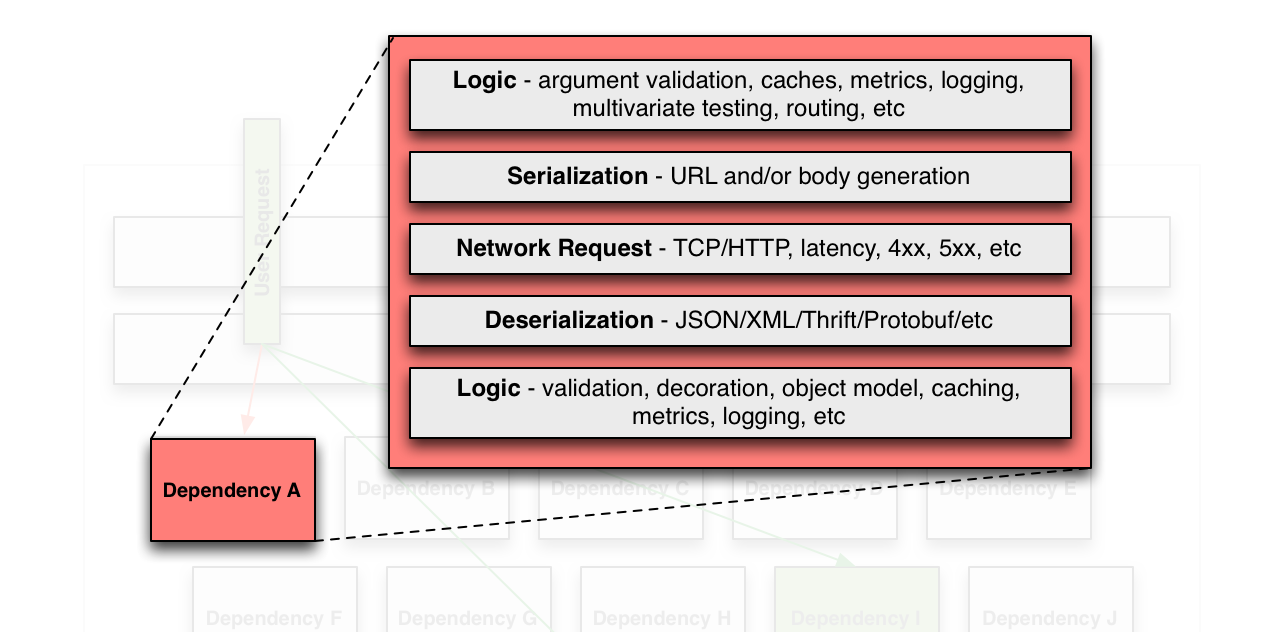 Logic - argument validation, caches, metrics, logging,
multivariate testing, routing, etc
Serialization - URL and/or body generation
User Request
Network Request - TCP/HTTP, latency, 4xx, 5xx, etc
Deserialization - JSON/XML/Thrift/Protobuf/etc
Logic - validation, decoration, object model, caching,
metrics, logging, etc
Dependency A
Dependency B
Dependency C
Dependency D
Dependency E
Dependency F
Dependency G
Dependency H
Dependency I
Dependency J